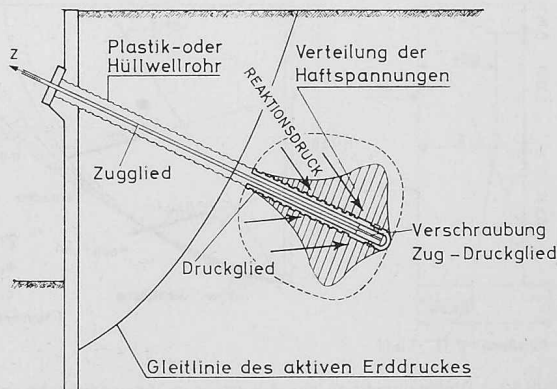 Z
Plastik-oder
Hüllwellrohr
Verteilung der
Haftspannungen
REAKTIONSDRUCK
Zugglied
Druckglied
Verschraubung
Zug-Druckglied
Gleitlinie des aktiven Erddruckes